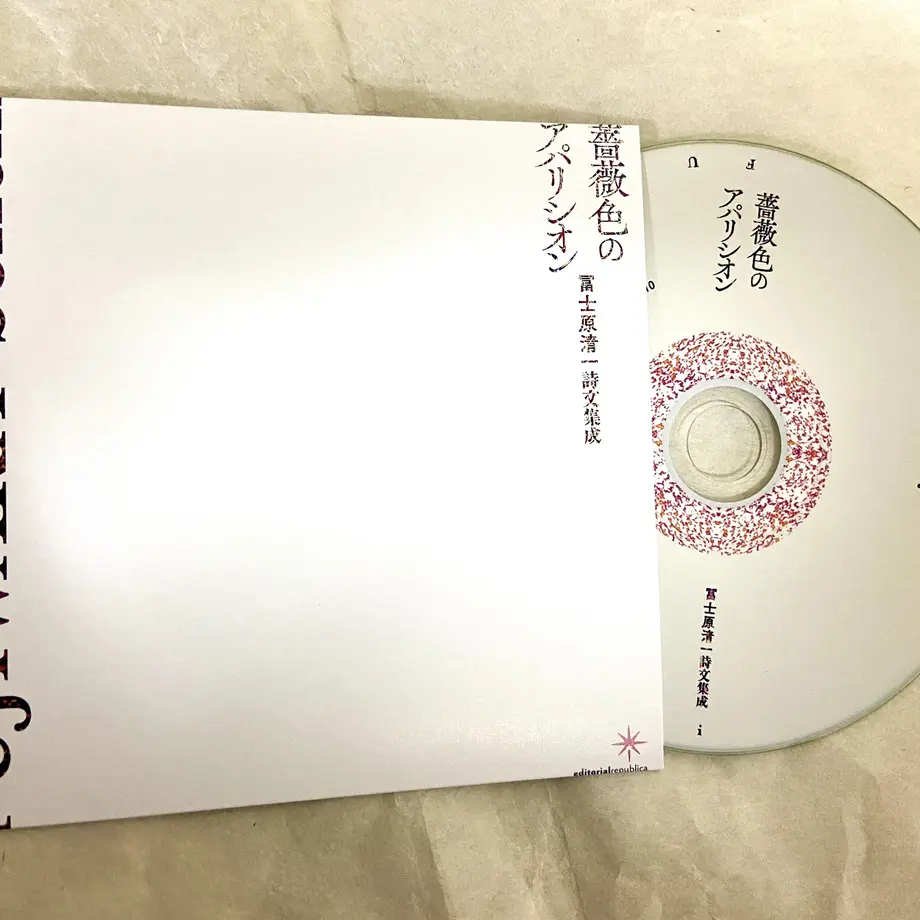 薔薇色の
アパリシオン
冨士原清一詩文集成
editorialrepublica
F
U
薔薇色の
アパリシオン
冨士原清一詩文集成
i